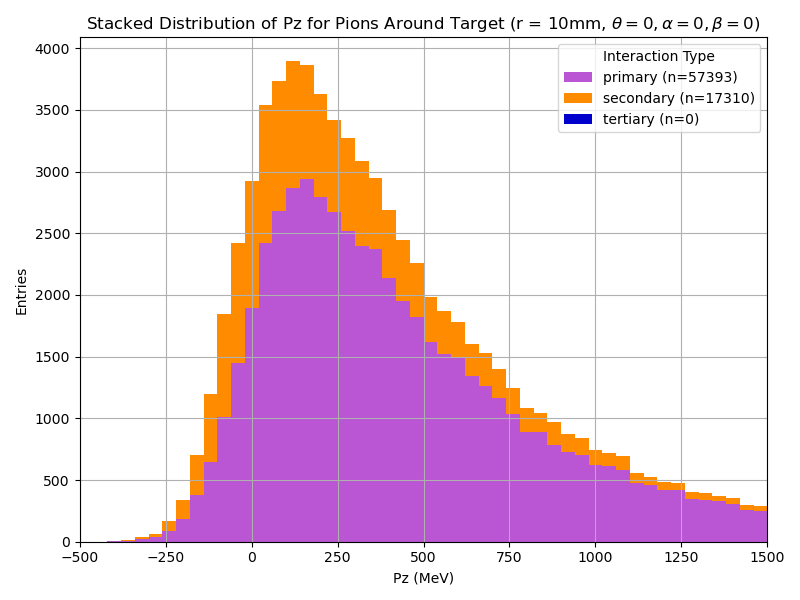 Stacked Distribution of Pz for Pions Around Target (r = 10mm, θ = 0, α = 0, β = 0)
Interaction Type
primary (n=57393)
secondary (n=17310)
tertiary (n=0)
4000
3500
3000
2500
2000
1500
1000
500
0
Entries
−500 −250 0 250 500 750 1000 1250 1500
Pz (MeV)